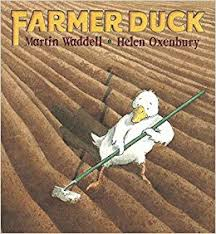 FARMER DUCK
Martin Waddell • Helen Oxenbury